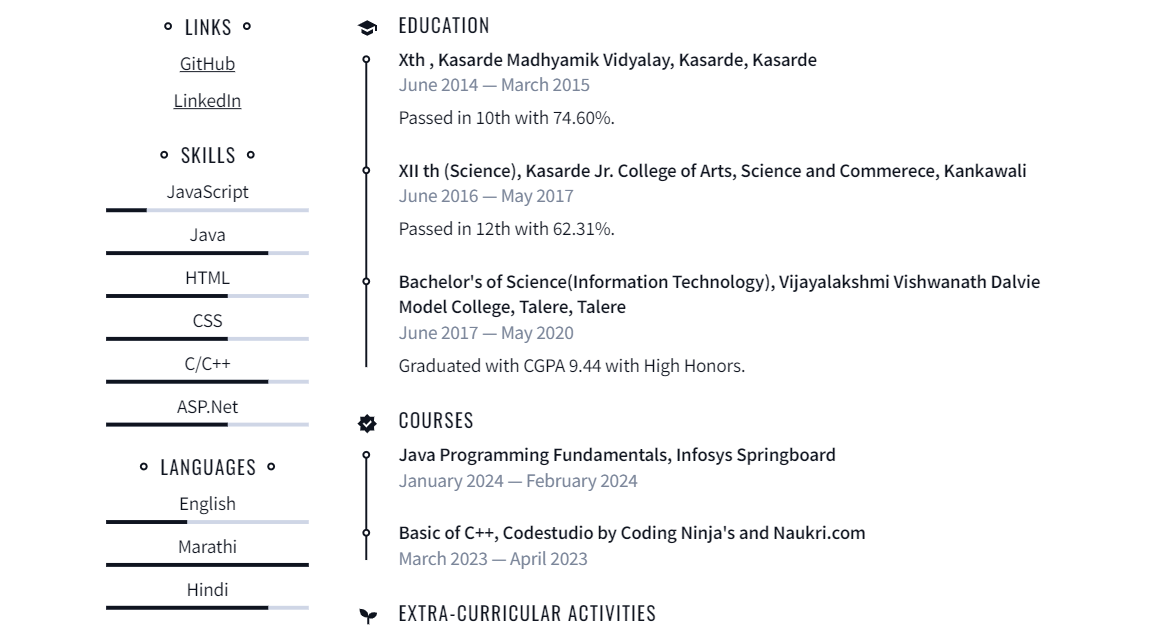 LINKS
GitHub
LinkedIn
SKILLS
JavaScript
Java
HTML
CSS
C/C++
ASP.Net
LANGUAGES
English
Marathi
Hindi
EDUCATION
Xth , Kasarde Madhyamik Vidyalay, Kasarde, Kasarde
June 2014 — March 2015
Passed in 10th with 74.60%.
XII th (Science), Kasarde Jr. College of Arts, Science and Commerece, Kankawali
June 2016 — May 2017
Passed in 12th with 62.31%.
Bachelor's of Science(Information Technology), Vijayalakshmi Vishwanath Dalvie
Model College, Talere, Talere
June 2017 — May 2020
Graduated with CGPA 9.44 with High Honors.
COURSES
Java Programming Fundamentals, Infosys Springboard
January 2024 — February 2024
Basic of C++, Codestudio by Coding Ninja's and Naukri.com
March 2023 — April 2023
EXTRA-CURRICULAR ACTIVITIES